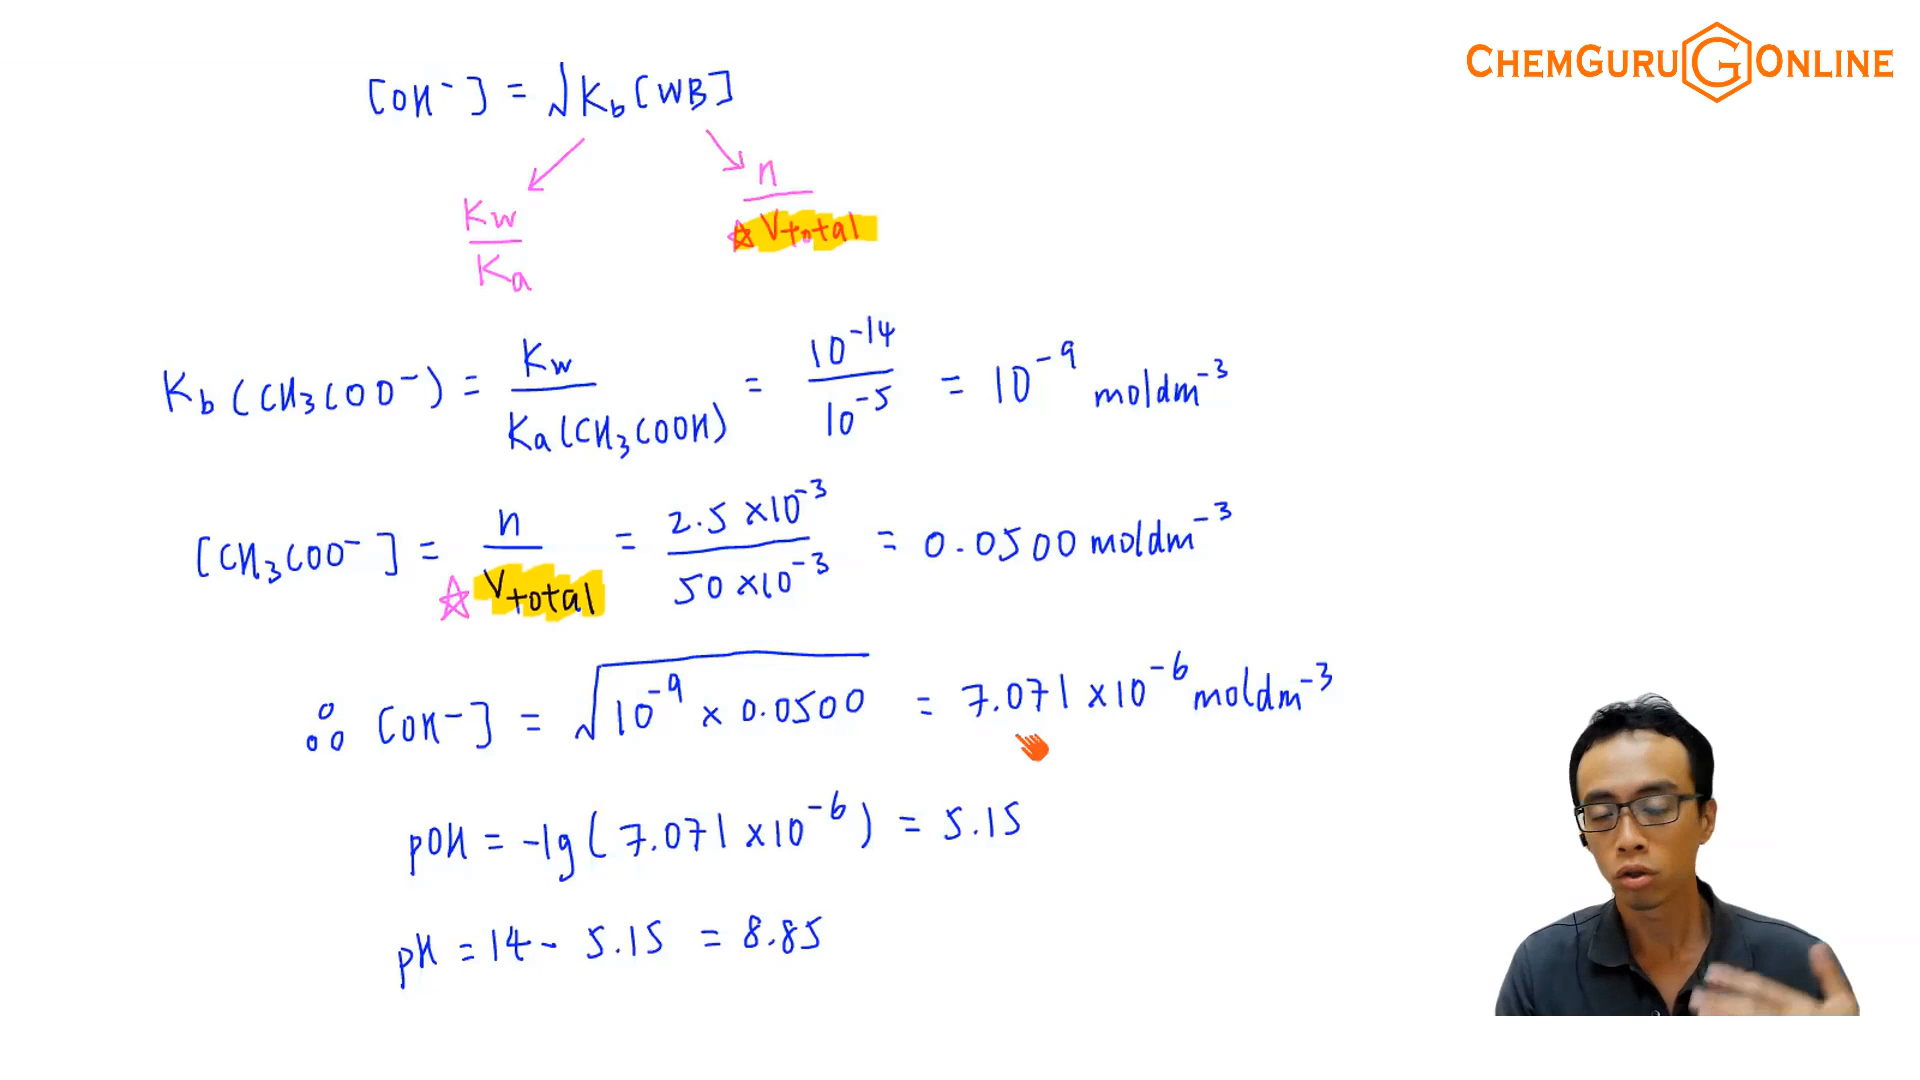 CHEMGURU G ONLINE
[OH⁻] = √Kb[WB]
Kw/Ka
n/☆Vtotal
Kb(CH₃COO⁻) = Kw/Ka(CH₃COOH) = 10⁻¹⁴/10⁻⁵ = 10⁻⁹ moldm⁻³
[CH₃COO⁻] = n/☆Vtotal = 2.5 × 10⁻³/50 × 10⁻³ = 0.0500 moldm⁻³
∴ [OH⁻] = √10⁻⁹ × 0.0500 = 7.071 × 10⁻⁶ moldm⁻³
pOH = -lg(7.071 × 10⁻⁶) = 5.15
pH = 14 - 5.15 = 8.85